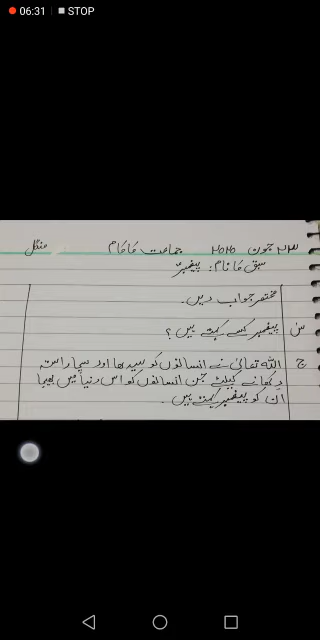 06:31 STOP
۲۳ جون ۲۰۲۰ جماعت کا کام منگل
سبق کا نام: پیغمبر
مختصر جواب دیں۔
س پیغمبر کسے کہتے ہیں؟
ج اللہ تعالیٰ نے انسانوں کو سیدھا اور سچا راستہ
دکھانے کیلئے جن انسانوں کو اس دنیا میں بھیجا
ان کو پیغمبر کہتے ہیں۔